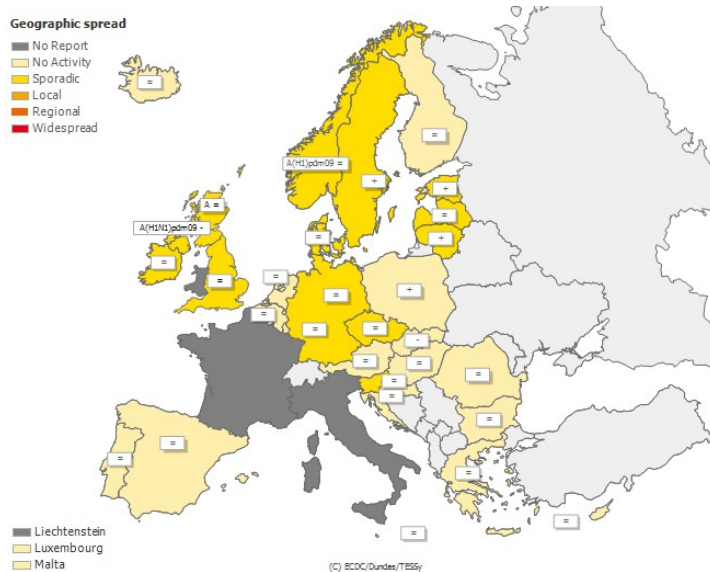 Geographic spread
No Report
No Activity
Sporadic
Local
Regional
Widespread
=
=
A(H1)pdm09 =
+
+
A =
=
A(H1N1)pdm09 -
=
+
=
=
=
=
=
+
=
=
=
-
=
=
=
=
=
=
=
=
=
=
=
Liechtenstein
Luxembourg
Malta
(C) ECDC/Dundas/TESSy